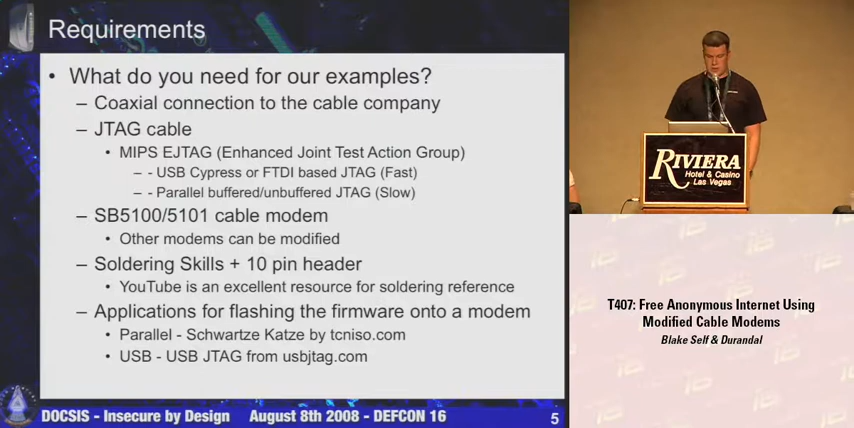 Requirements
• What do you need for our examples?
– Coaxial connection to the cable company
– JTAG cable
• MIPS EJTAG (Enhanced Joint Test Action Group)
– - USB Cypress or FTDI based JTAG (Fast)
– - Parallel buffered/unbuffered JTAG (Slow)
– SB5100/5101 cable modem
• Other modems can be modified
– Soldering Skills + 10 pin header
• YouTube is an excellent resource for soldering reference
– Applications for flashing the firmware onto a modem
• Parallel - Schwartze Katze by tcniso.com
• USB - USB JTAG from usbjtag.com
DOCSIS - Insecure by Design August 8th 2008 - DEFCON 16 5
RIVIERA
Hotel & Casino
Las Vegas
T407: Free Anonymous Internet Using
Modified Cable Modems
Blake Self & Durandal